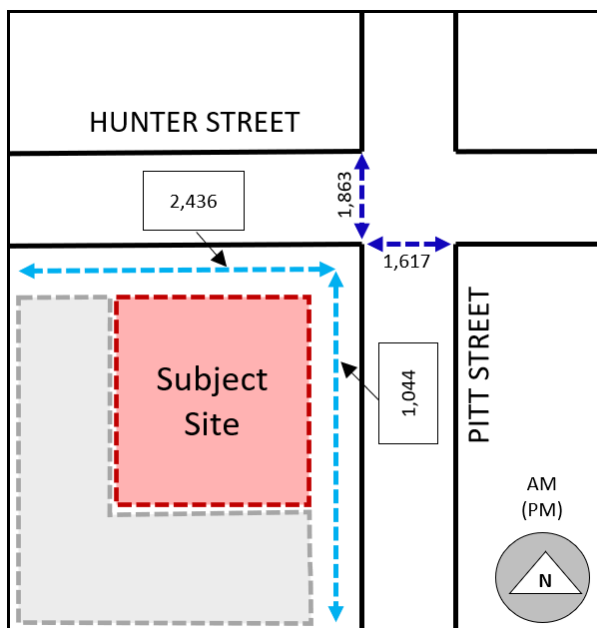 HUNTER STREET
2,436
1,863
1,617
Subject
Site
1,044
PITT STREET
AM
(PM)
N